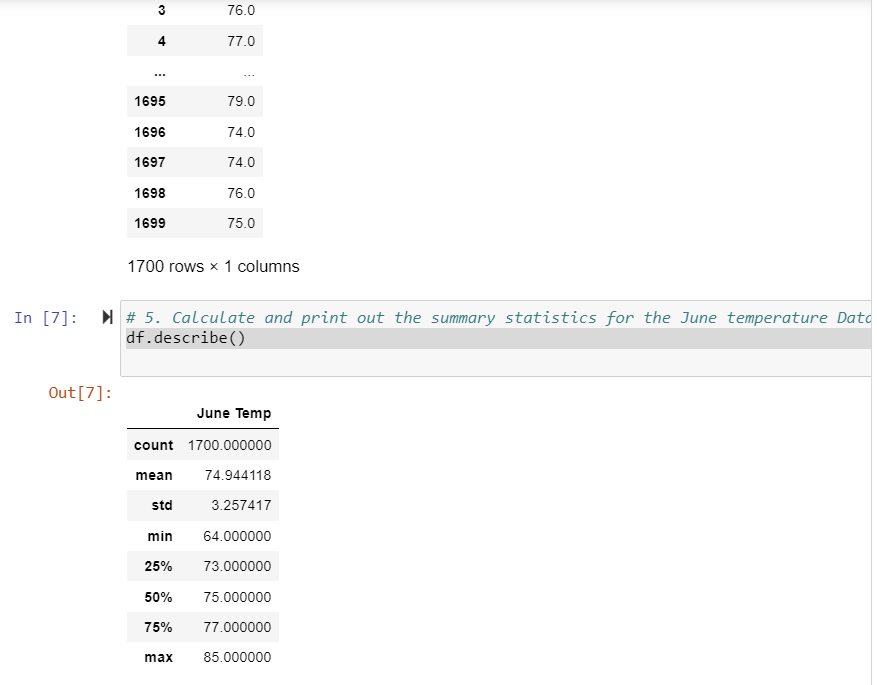 3 76.0
4 77.0
... ...
1695 79.0
1696 74.0
1697 74.0
1698 76.0
1699 75.0
1700 rows × 1 columns
In [7]: # 5. Calculate and print out the summary statistics for the June temperature Data
df.describe()
Out[7]:
June Temp
count 1700.000000
mean 74.944118
std 3.257417
min 64.000000
25% 73.000000
50% 75.000000
75% 77.000000
max 85.000000